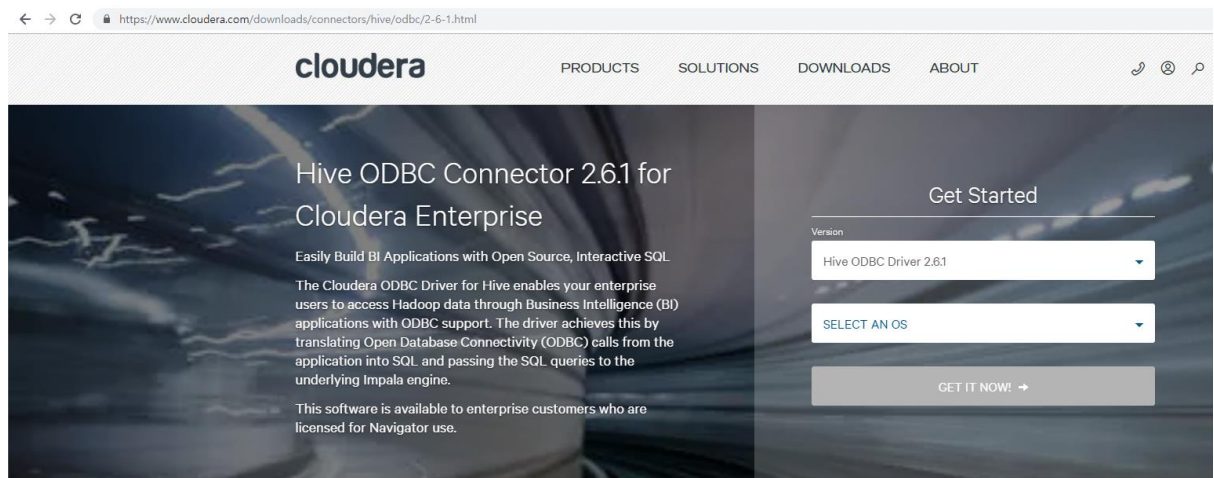 https://www.cloudera.com/downloads/connectors/hive/odbc/2-6-1.html
cloudera
PRODUCTS SOLUTIONS DOWNLOADS ABOUT
Hive ODBC Connector 2.6.1 for
Cloudera Enterprise
Easily Build BI Applications with Open Source, Interactive SQL
The Cloudera ODBC Driver for Hive enables your enterprise
users to access Hadoop data through Business Intelligence (BI)
applications with ODBC support. The driver achieves this by
translating Open Database Connectivity (ODBC) calls from the
application into SQL and passing the SQL queries to the
underlying Impala engine.
This software is available to enterprise customers who are
licensed for Navigator use.
Get Started
Version
Hive ODBC Driver 2.6.1
SELECT AN OS
GET IT NOW! →